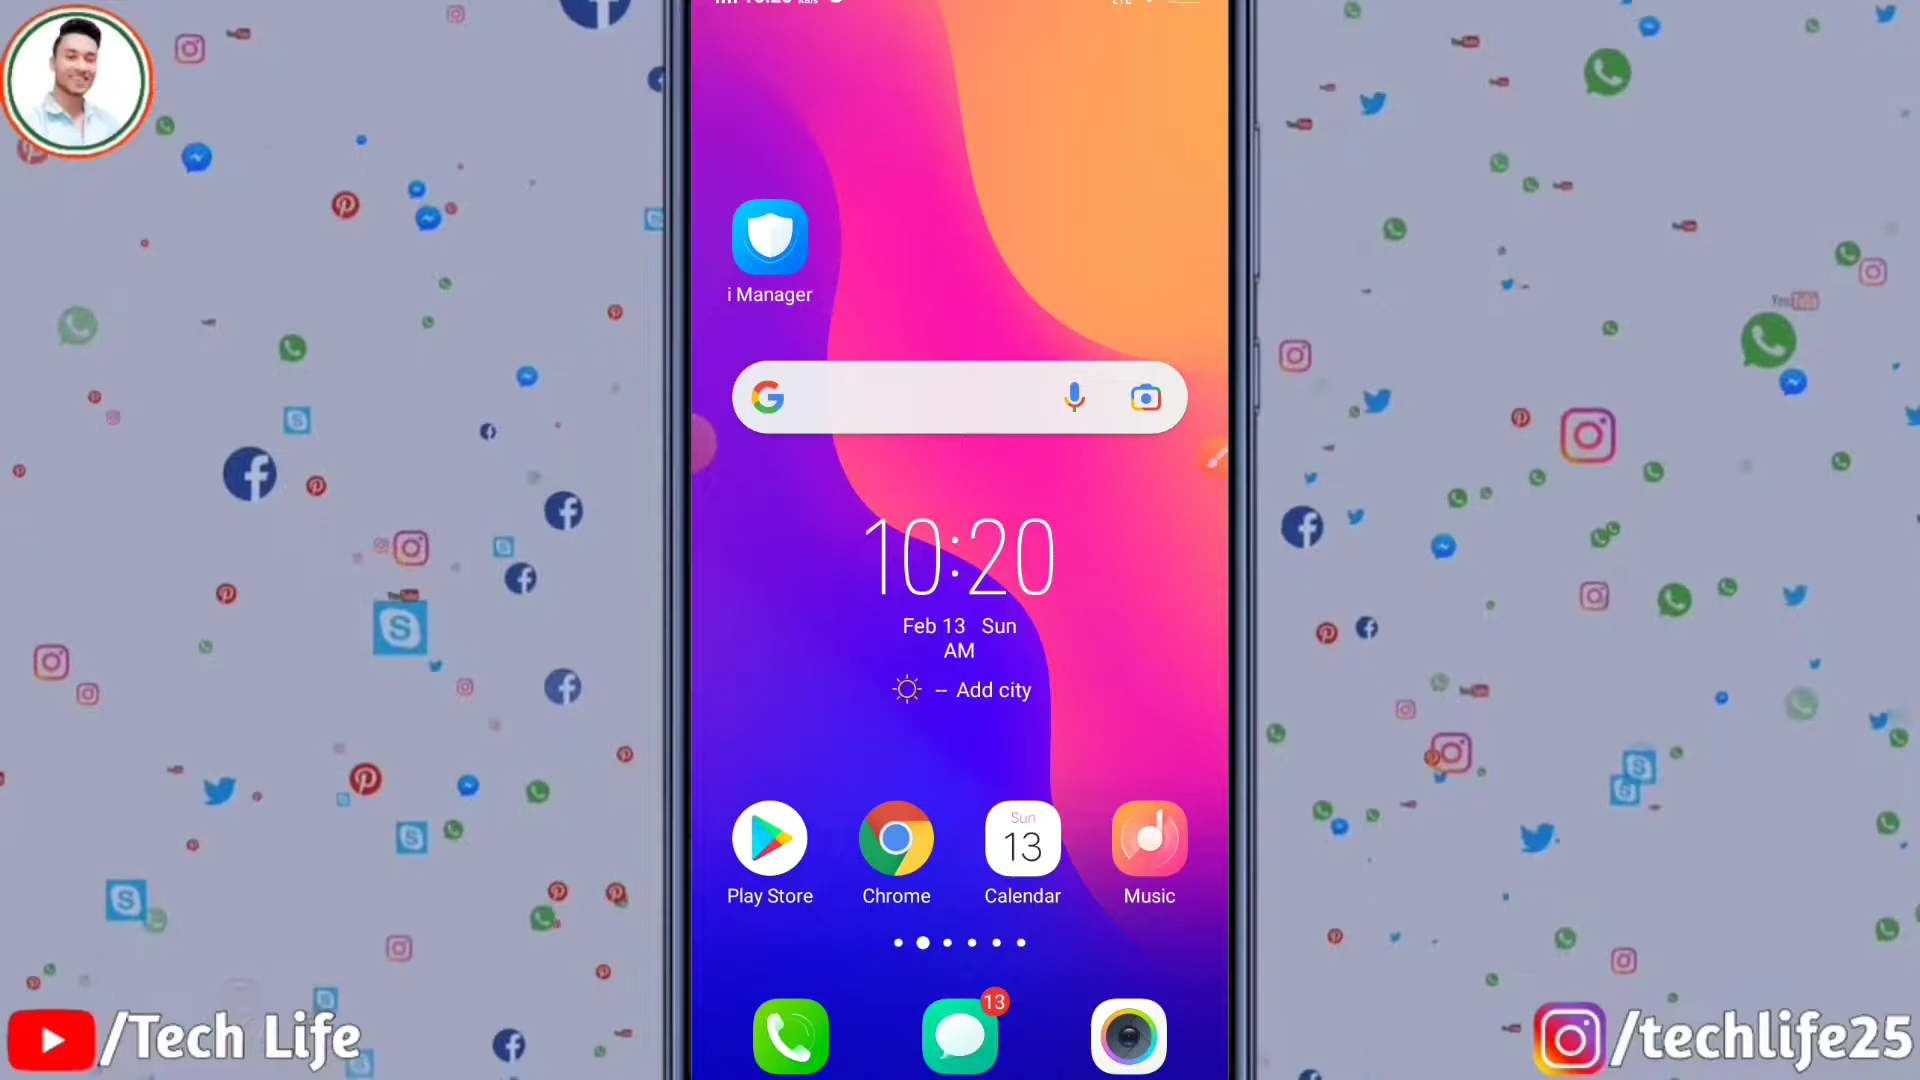 i Manager
10:20
Feb 13 Sun
AM
-- Add city
Sun
13
Play Store
Chrome
Calendar
Music
13
/Tech Life
/techlife25
YouTube